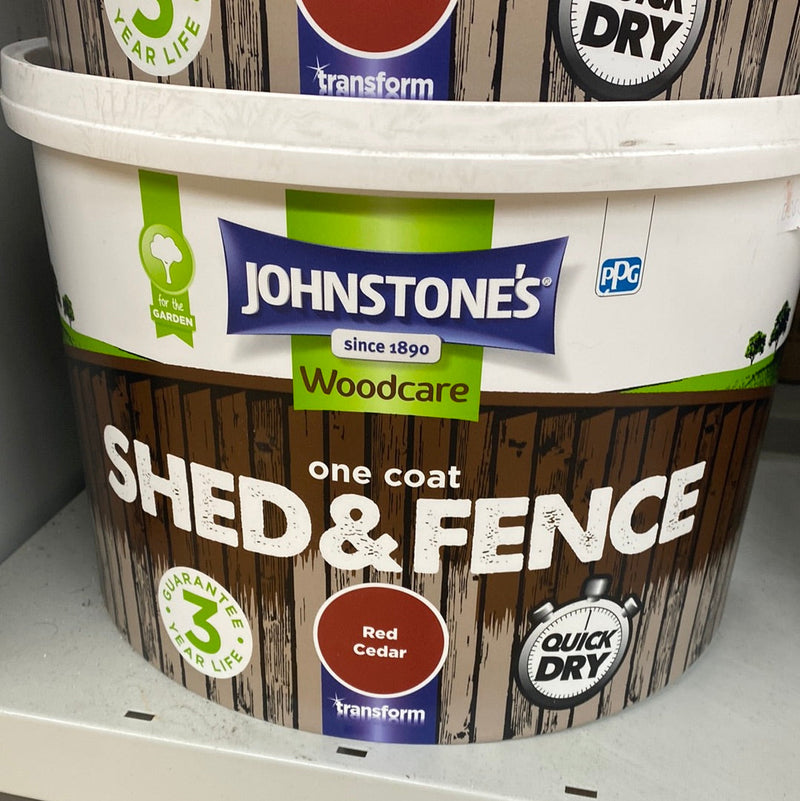 YEAR LIFE
transform
QUICK
DRY
for the
GARDEN
JOHNSTONE'S®
since 1890
Woodcare
PPG
one coat
SHED & FENCE
GUARANTEE
3
YEAR LIFE
Red
Cedar
transform
QUICK
DRY